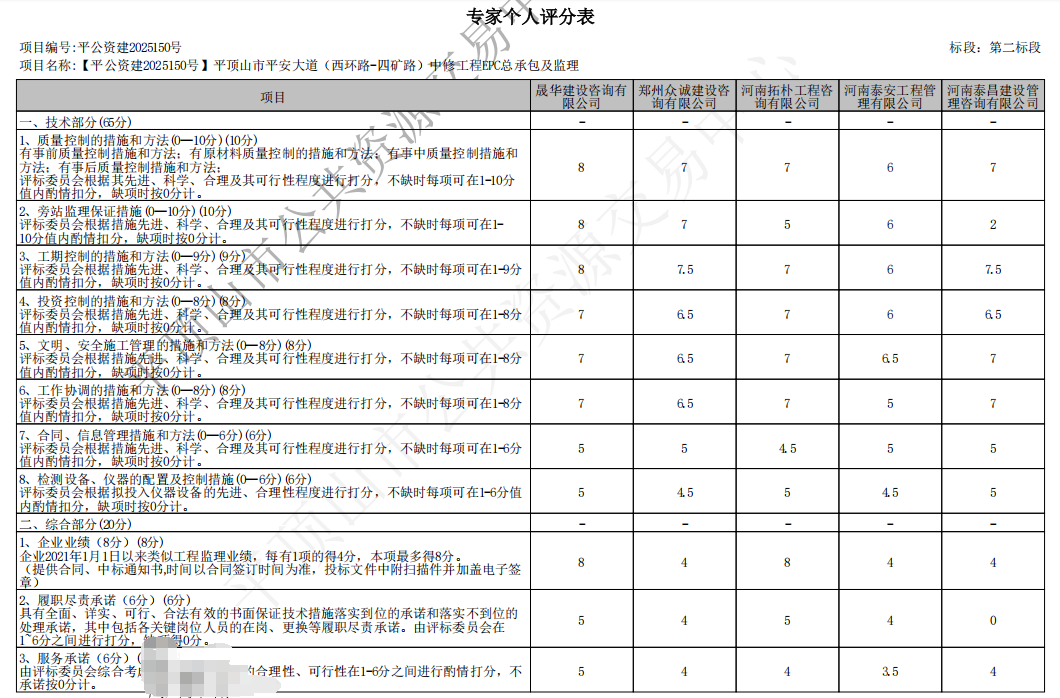 专家个人评分表
项目编号:平公资建2025150号
标段：第二标段
项目名称:【平公资建2025150号】平顶山市平安大道（西环路-四矿路）中修工程EPC总承包及监理
项目 晟华建设咨询有限公司 郑州众诚建设咨询有限公司 河南拓朴工程咨询有限公司 河南泰安工程管理有限公司 河南泰昌建设管理咨询有限公司
一、技术部分(65分) - - - - -
1、质量控制的措施和方法(0—10分)(10分)
有事前质量控制措施和方法；有原材料质量控制的措施和方法；有事中质量控制措施和
方法；有事后质量控制措施和方法；
评标委员会根据其先进、科学、合理及其可行性程度进行打分，不缺时每项可在1-10分
值内酌情扣分，缺项时按0分计。
8 7 7 6 7
2、旁站监理保证措施(0—10分)(10分)
评标委员会根据措施先进、科学、合理及其可行性程度进行打分，不缺时每项可在1-
10分值内酌情扣分，缺项时按0分计。
8 7 5 6 2
3、工期控制的措施和方法(0—9分)(9分)
评标委员会根据措施先进、科学、合理及其可行性程度进行打分，不缺时每项可在1-9分
值内酌情扣分，缺项时按0分计。
8 7.5 7 6 7.5
4、投资控制的措施和方法(0—8分)(8分)
评标委员会根据措施先进、科学、合理及其可行性程度进行打分，不缺时每项可在1-8分
值内酌情扣分，缺项时按0分计。
7 6.5 7 6 6.5
5、文明、安全施工管理的措施和方法(0—8分)(8分)
评标委员会根据措施先进、科学、合理及其可行性程度进行打分，不缺时每项可在1-8分
值内酌情扣分，缺项时按0分计。
7 6.5 7 6.5 7
6、工作协调的措施和方法(0—8分)(8分)
评标委员会根据措施先进、科学、合理及其可行性程度进行打分，不缺时每项可在1-8分
值内酌情扣分，缺项时按0分计。
7 6.5 7 5 7
7、合同、信息管理措施和方法(0—6分)(6分)
评标委员会根据措施先进、科学、合理及其可行性程度进行打分，不缺时每项可在1-6分
值内酌情扣分，缺项时按0分计。
5 5 4.5 5 5
8、检测设备、仪器的配置及控制措施(0—6分)(6分)
评标委员会根据拟投入仪器设备的先进、合理性程度进行打分，不缺时每项可在1-6分值
内酌情扣分，缺项时按0分计。
5 4.5 5 4.5 5
二、综合部分(20分) - - - - -
1、企业业绩（8分）(8分)
企业2021年1月1日以来类似工程监理业绩，每有1项的得4分，本项最多得8分。
（提供合同、中标通知书,时间以合同签订时间为准，投标文件中附扫描件并加盖电子签
章）
8 4 8 4 4
2、履职尽责承诺（6分）(6分)
具有全面、详实、可行、合法有效的书面保证技术措施落实到位的承诺和落实不到位的
处理承诺，其中包括各关键岗位人员的在岗、更换等履职尽责承诺。由评标委员会在
1~6分之间进行打分，缺项得0分。
5 4 5 4 0
3、服务承诺（6分）(
由评标委员会综合考 的合理性、可行性在1-6分之间进行酌情打分，不
承诺按0分计。
5 4 4 3.5 4
平顶山市公共资源交易中心
平顶山市公共资源交易中心